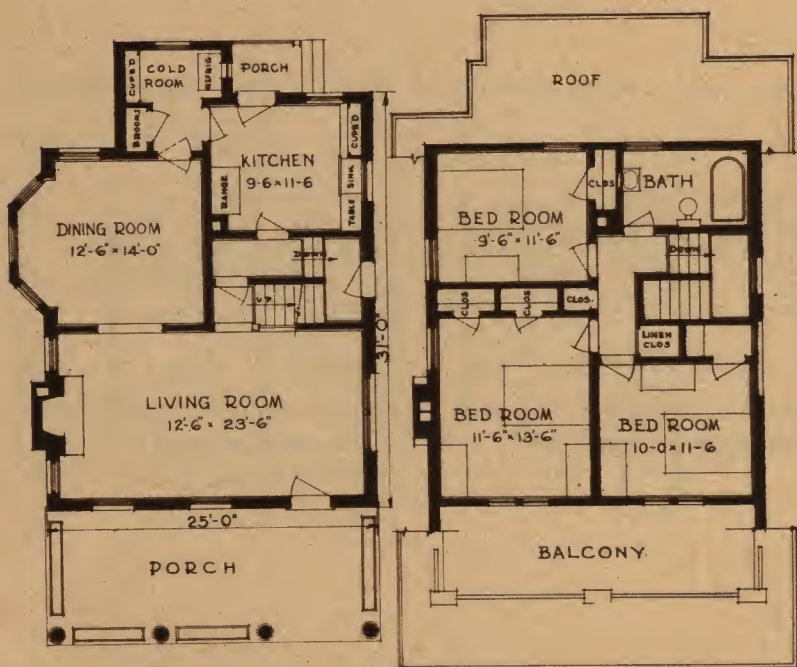 CUPB'D
COLD
ROOM
REFRIG
PORCH
BROOMS
KITCHEN
9-6 x 11-6
RANGE
CUPB'D
SINK
TABLE
DINING ROOM
12'-6" x 14'-0"
DOWN
UP
31'-0"
LIVING ROOM
12'-6" x 23'-6"
25'-0"
PORCH
ROOF
CLOS
BATH
BED ROOM
9'-6" x 11'-6"
DOWN
CLOS
CLOS
CLOS.
LINEN
CLOS
BED ROOM
11'-6" x 13'-6"
BED ROOM
10-0 x 11-6
BALCONY.